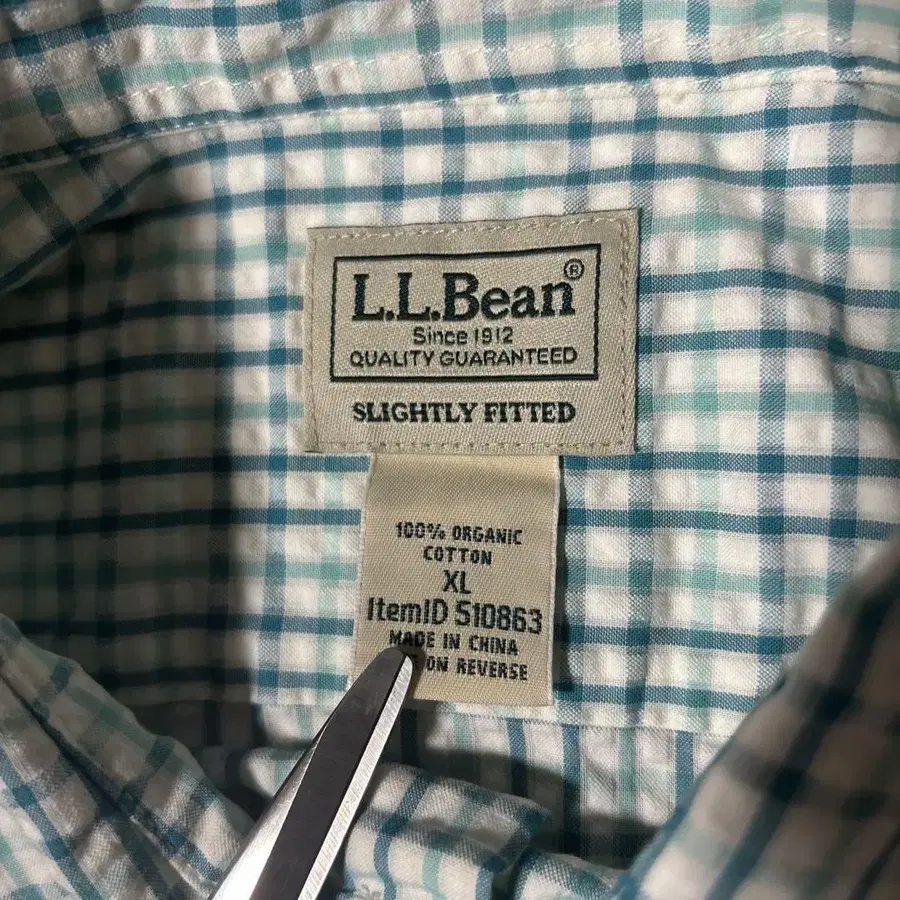 L.L.Bean®
Since 1912
QUALITY GUARANTEED
SLIGHTLY FITTED
100% ORGANIC
COTTON
XL
ItemID 510863
MADE IN CHINA
ON REVERSE